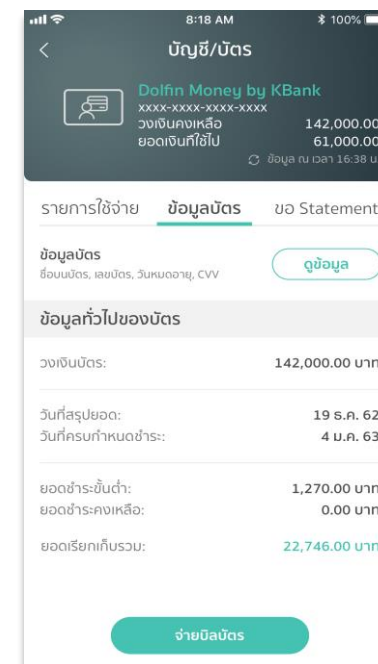 8:18 AM 100%
บัญชี/บัตร
Dolfin Money by KBank
xxxx-xxxx-xxxx-xxxx
วงเงินคงเหลือ 142,000.00
ยอดเงินที่ใช้ไป 61,000.00
ข้อมูล ณ เวลา 16:38 น
รายการใช้จ่าย ข้อมูลบัตร ขอ Statement
ข้อมูลบัตร
ชื่อบนบัตร, เลขบัตร, วันหมดอายุ, CVV
ดูข้อมูล
ข้อมูลทั่วไปของบัตร
วงเงินบัตร: 142,000.00 บาท
วันที่สรุปยอด: 19 ธ.ค. 62
วันที่ครบกำหนดชำระ: 4 ม.ค. 63
ยอดชำระขั้นต่ำ: 1,270.00 บาท
ยอดชำระคงเหลือ: 0.00 บาท
ยอดเรียกเก็บรวม: 22,746.00 บาท
จ่ายบิลบัตร